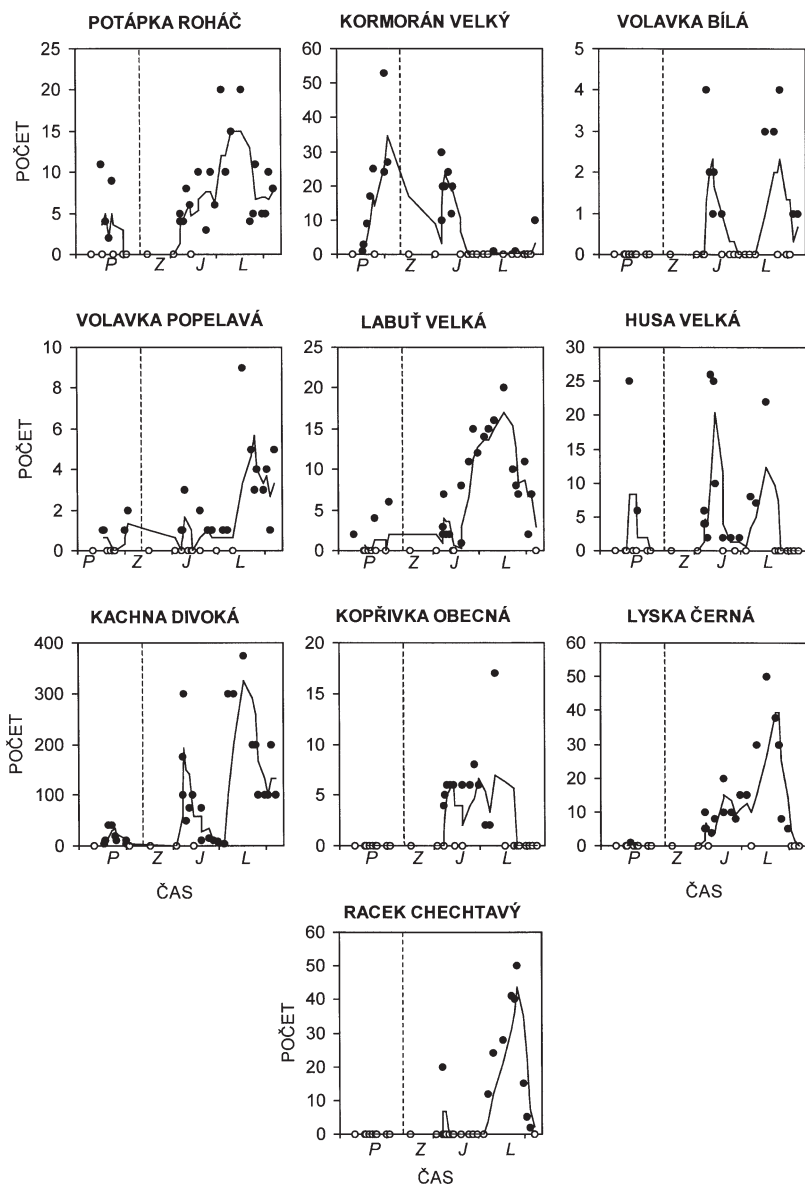 POTÁPKA ROHÁČ KORMORÁN VELKÝ VOLAVKA BÍLÁ
25 60 5
20 50 4
15 40 3
10 30 2
5 20 1
0 10 0
0
POČET
P Z J L P Z J L P Z J L
VOLAVKA POPELAVÁ LABUŤ VELKÁ HUSA VELKÁ
10 25 30
8 20 25
6 15 20
4 10 15
2 5 10
0 0 5
0
POČET
P Z J L P Z J L P Z J L
KACHNA DIVOKÁ KOPŘIVKA OBECNÁ LYSKA ČERNÁ
400 20 60
300 15 50
200 10 40
100 5 30
0 0 20
10
0
POČET
P Z J L P Z J L P Z J L
ČAS ČAS
RACEK CHECHTAVÝ
60
50
40
30
20
10
0
POČET
P Z J L
ČAS